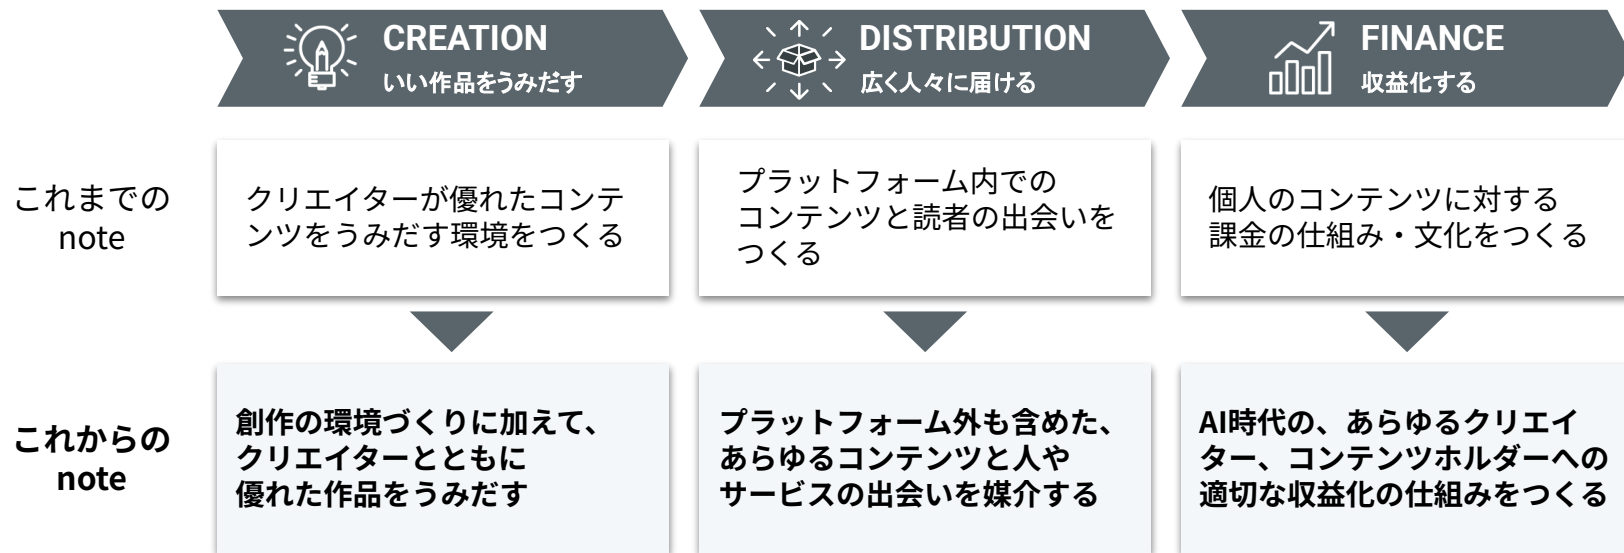 CREATION
いい作品をうみだす
DISTRIBUTION
広く人々に届ける
FINANCE
収益化する
これまでの
note
クリエイターが優れたコンテ
ンツをうみだす環境をつくる
プラットフォーム内での
コンテンツと読者の出会いを
つくる
個人のコンテンツに対する
課金の仕組み・文化をつくる
これからの
note
創作の環境づくりに加えて、
クリエイターとともに
優れた作品をうみだす
プラットフォーム外も含めた、
あらゆるコンテンツと人や
サービスの出会いを媒介する
AI時代の、あらゆるクリエイ
ター、コンテンツホルダーへの
適切な収益化の仕組みをつくる